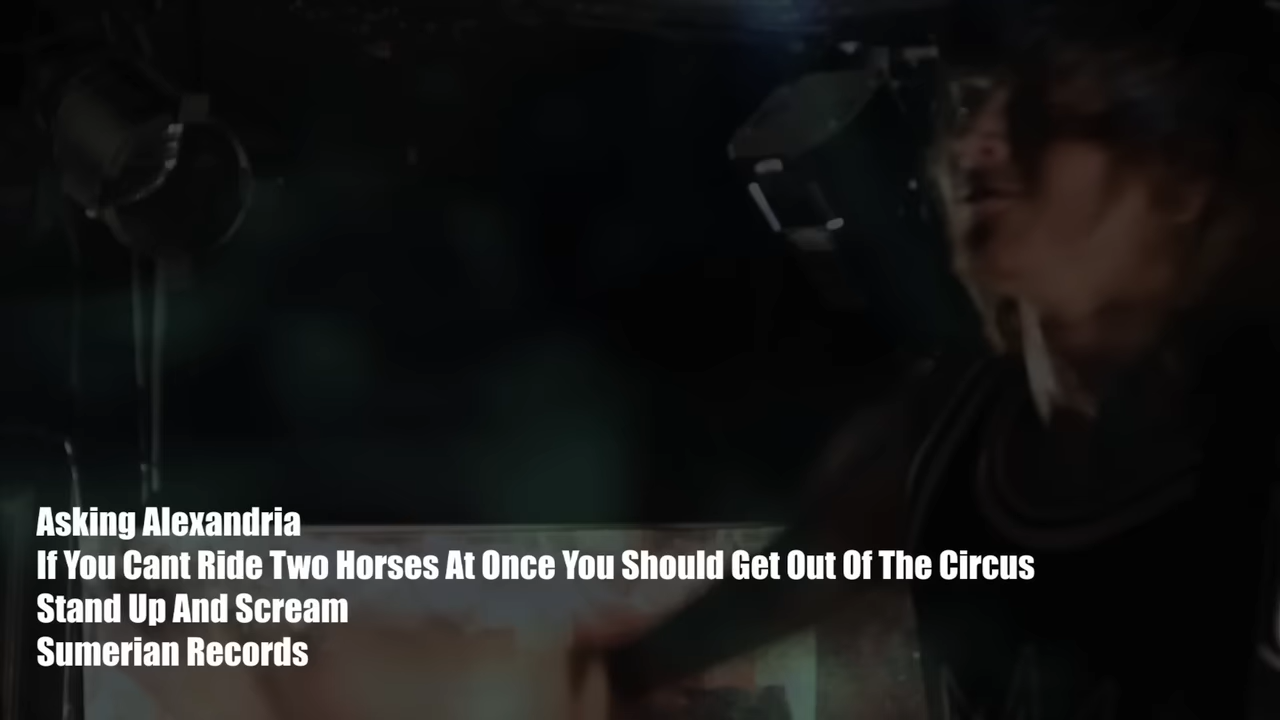 Asking Alexandria
If You Cant Ride Two Horses At Once You Should Get Out Of The Circus
Stand Up And Scream
Sumerian Records